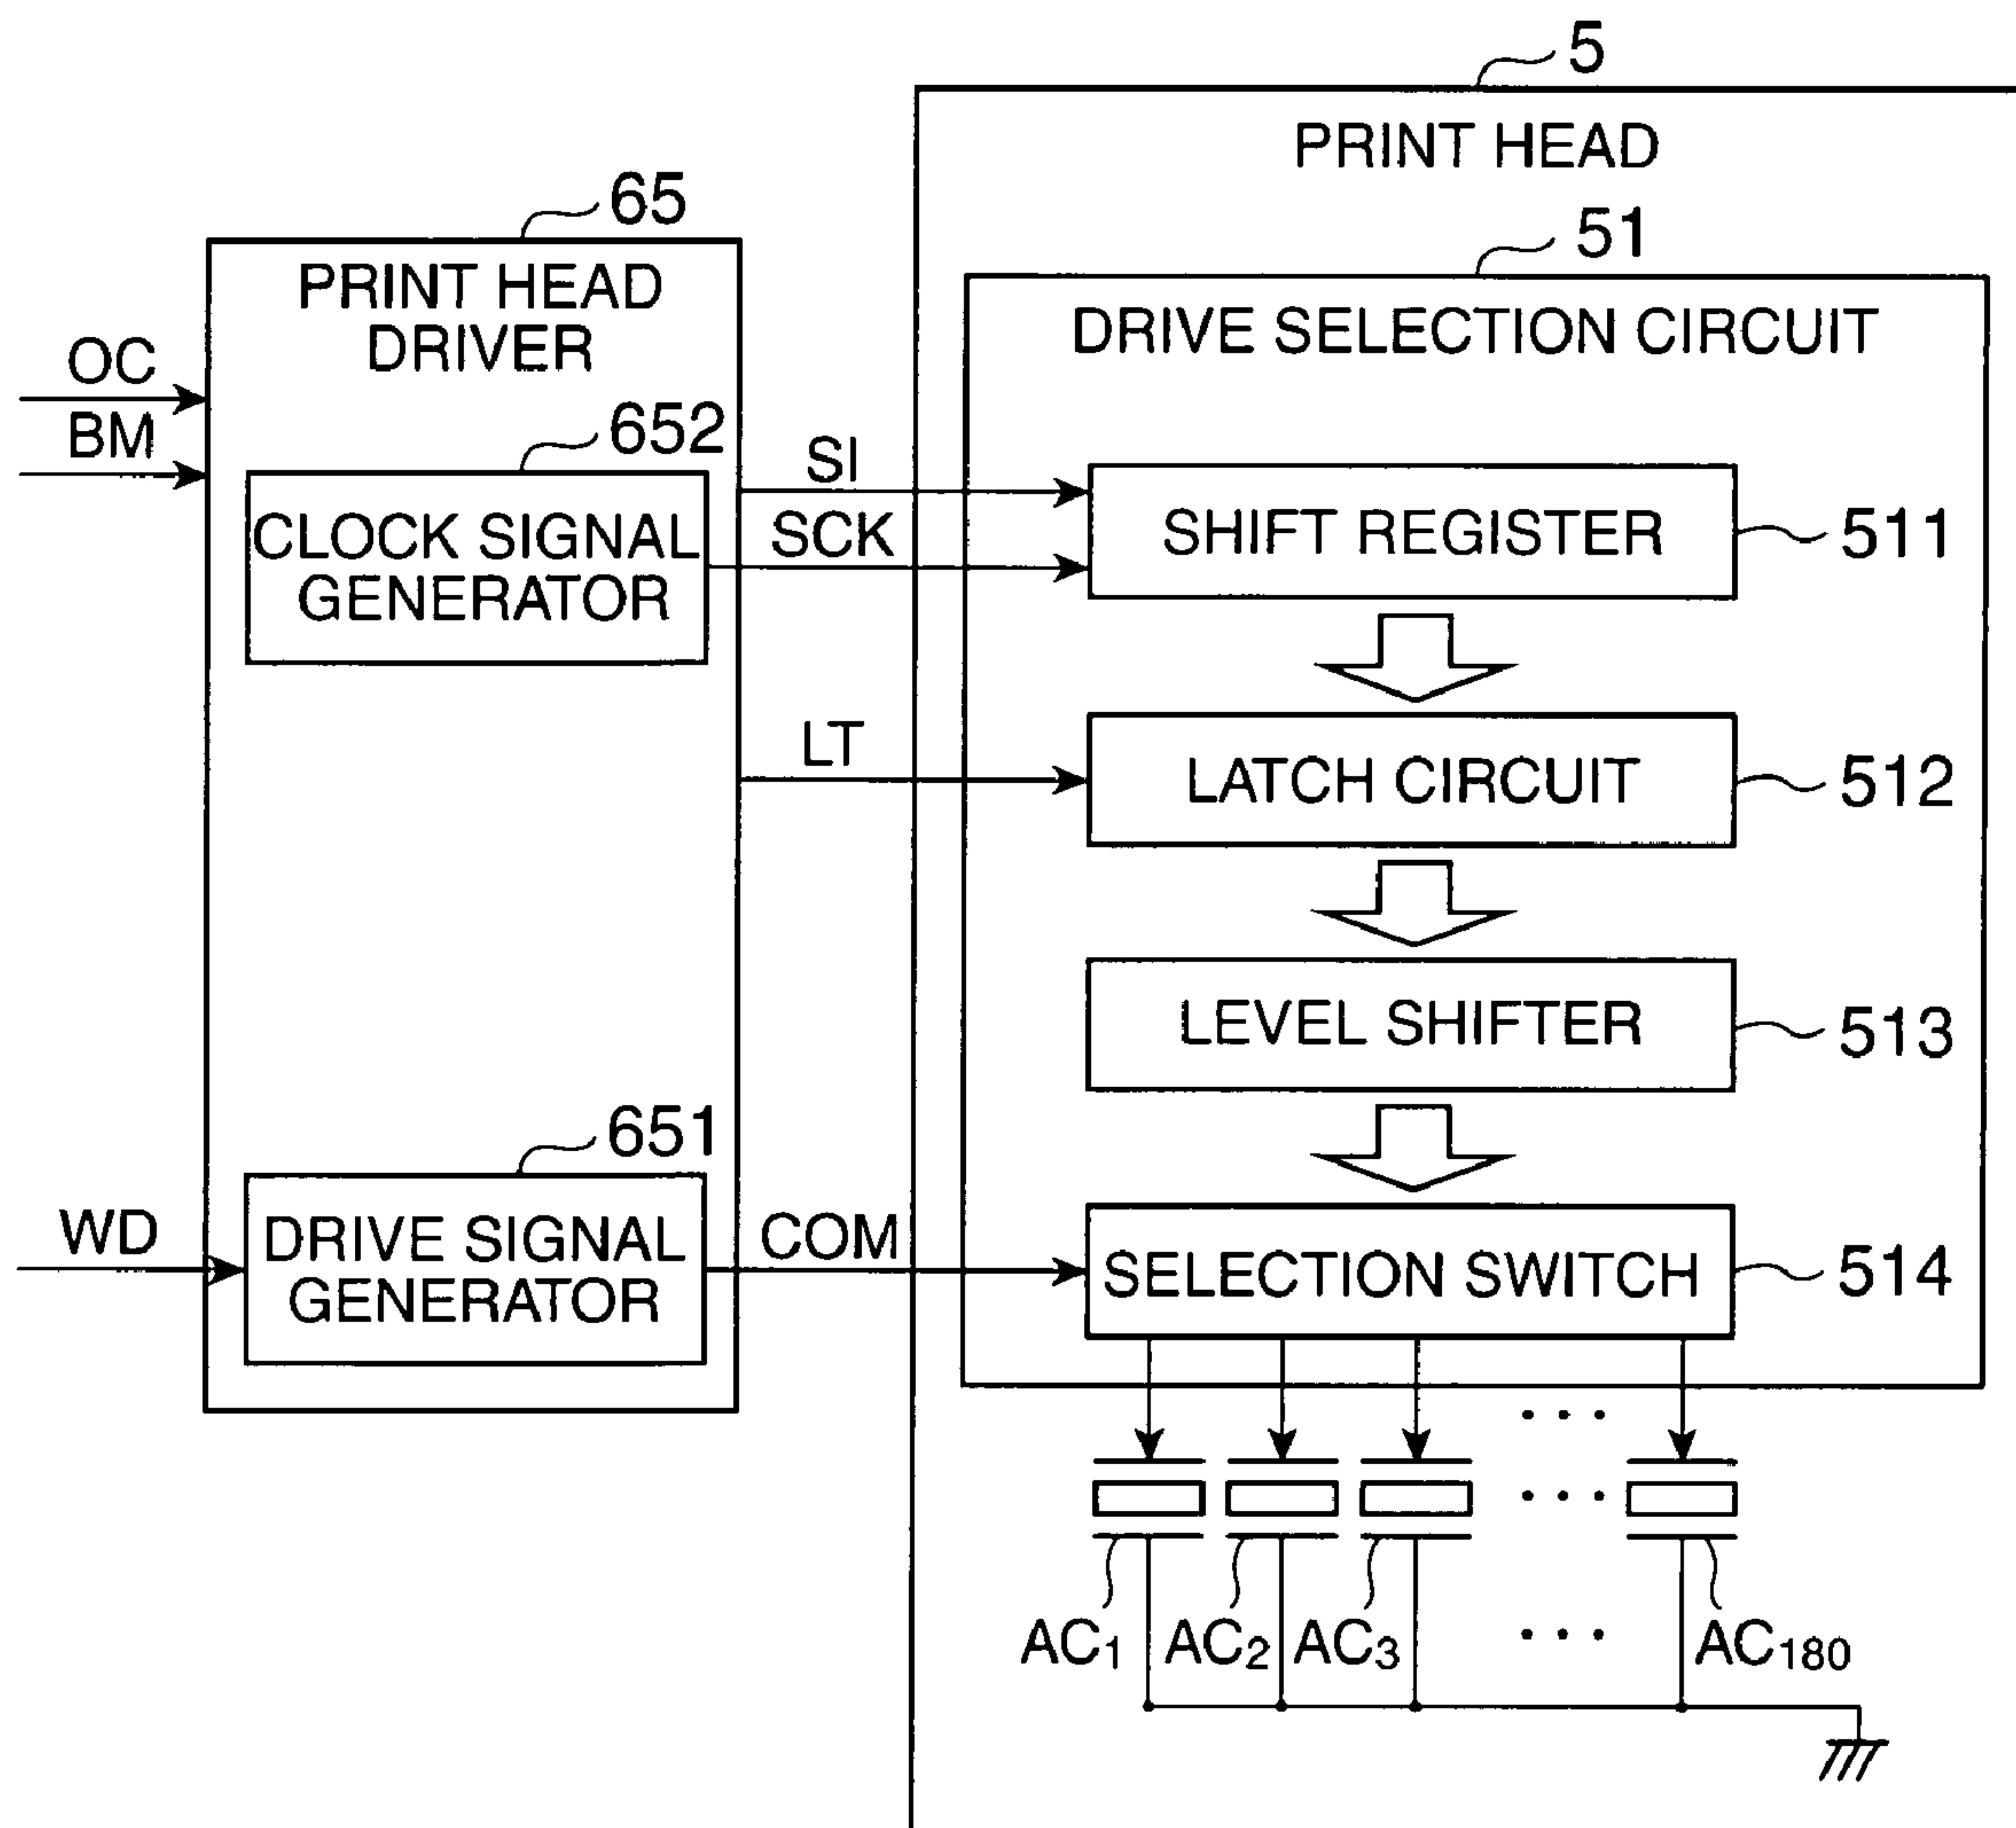 5
PRINT HEAD
65
51
PRINT HEAD
DRIVER
DRIVE SELECTION CIRCUIT
OC
BM
652
SI
CLOCK SIGNAL
GENERATOR
SCK
SHIFT REGISTER
511
LT
LATCH CIRCUIT
512
LEVEL SHIFTER
513
651
WD
DRIVE SIGNAL
GENERATOR
COM
SELECTION SWITCH
514
. . .
. . .
AC1
AC2
AC3
. . .
AC180